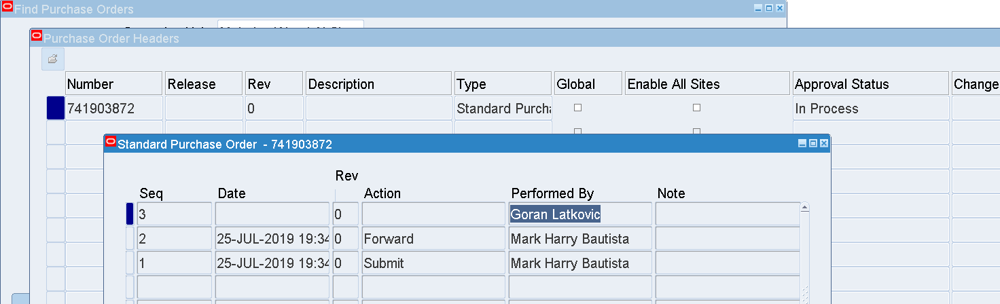 Find Purchase Orders
Purchase Order Headers
Number Release Rev Description Type Global Enable All Sites Approval Status Change
741903872 0 Standard Purcha In Process
Standard Purchase Order - 741903872
Rev
Seq Date Action Performed By Note
3 0 Goran Latkovic
2 25-JUL-2019 19:34 0 Forward Mark Harry Bautista
1 25-JUL-2019 19:34 0 Submit Mark Harry Bautista